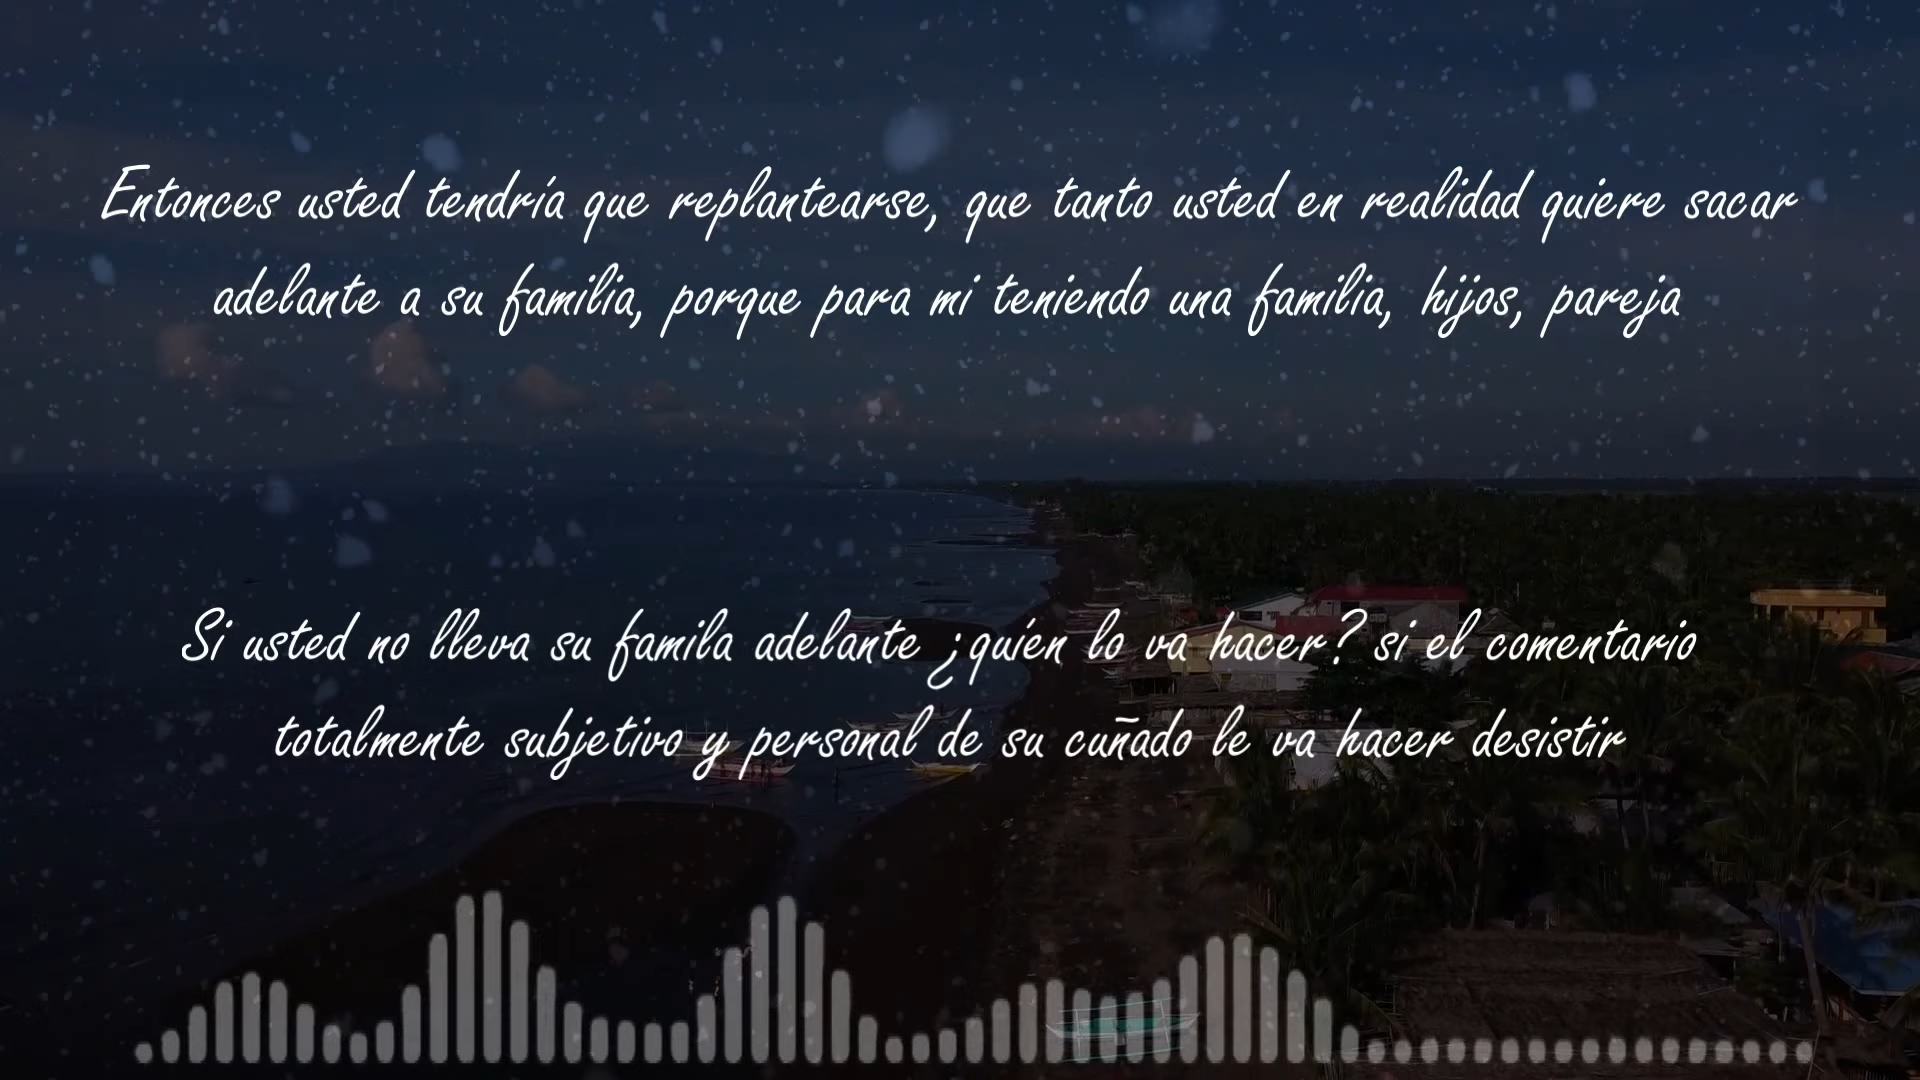 Entonces usted tendría que replantearse, que tanto usted en realidad quiere sacar
adelante a su familia, porque para mi teniendo una familia, hijos, pareja
Si usted no lleva su famila adelante ¿quíen lo va hacer? si el comentario
totalmente subjetivo y personal de su cuñado le va hacer desistir